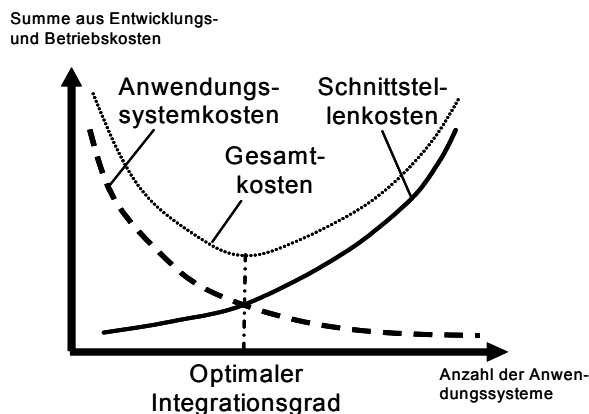 Summe aus Entwicklungs-
und Betriebskosten
Anwendungs-
systemkosten
Schnittstel-
lenkosten
Gesamt-
kosten
Optimaler
Integrationsgrad
Anzahl der Anwen-
dungssysteme